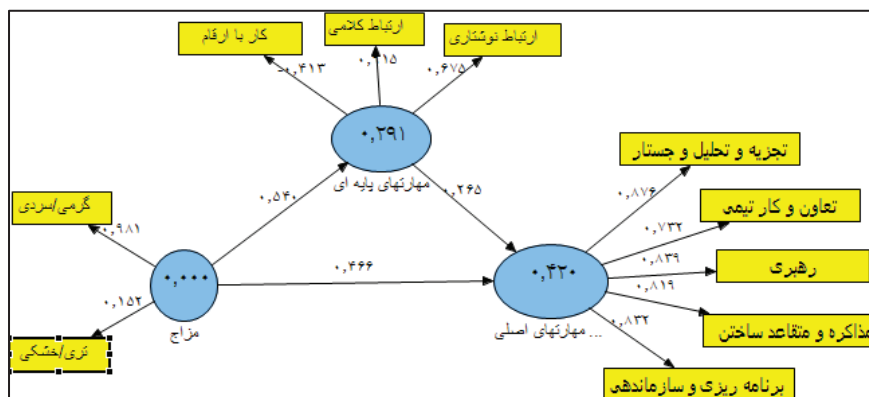 کار با ارقام
ارتباط کلامی
ارتباط نوشتاری
-۰,۴۱۳
۰,۶۷۵
۰,۲۹۱
مهارتهای پایه ای
تجزیه و تحلیل و جستار
۰,۸۷۶
گرمی/سردی
۰,۹۸۱
۰,۵۴۰
۰,۲۶۵
تعاون و کار تیمی
۰,۷۳۲
رهبری
۰,۸۳۹
۰,۰۰۰
۰,۴۶۶
۰,۴۲۰
۰,۸۱۹
۰,۱۵۲
مزاج
مهارتهای اصلی ...
۰,۸۳۲
مذاکره و متقاعد ساختن
تری/خشکی
برنامه ریزی و سازماندهی